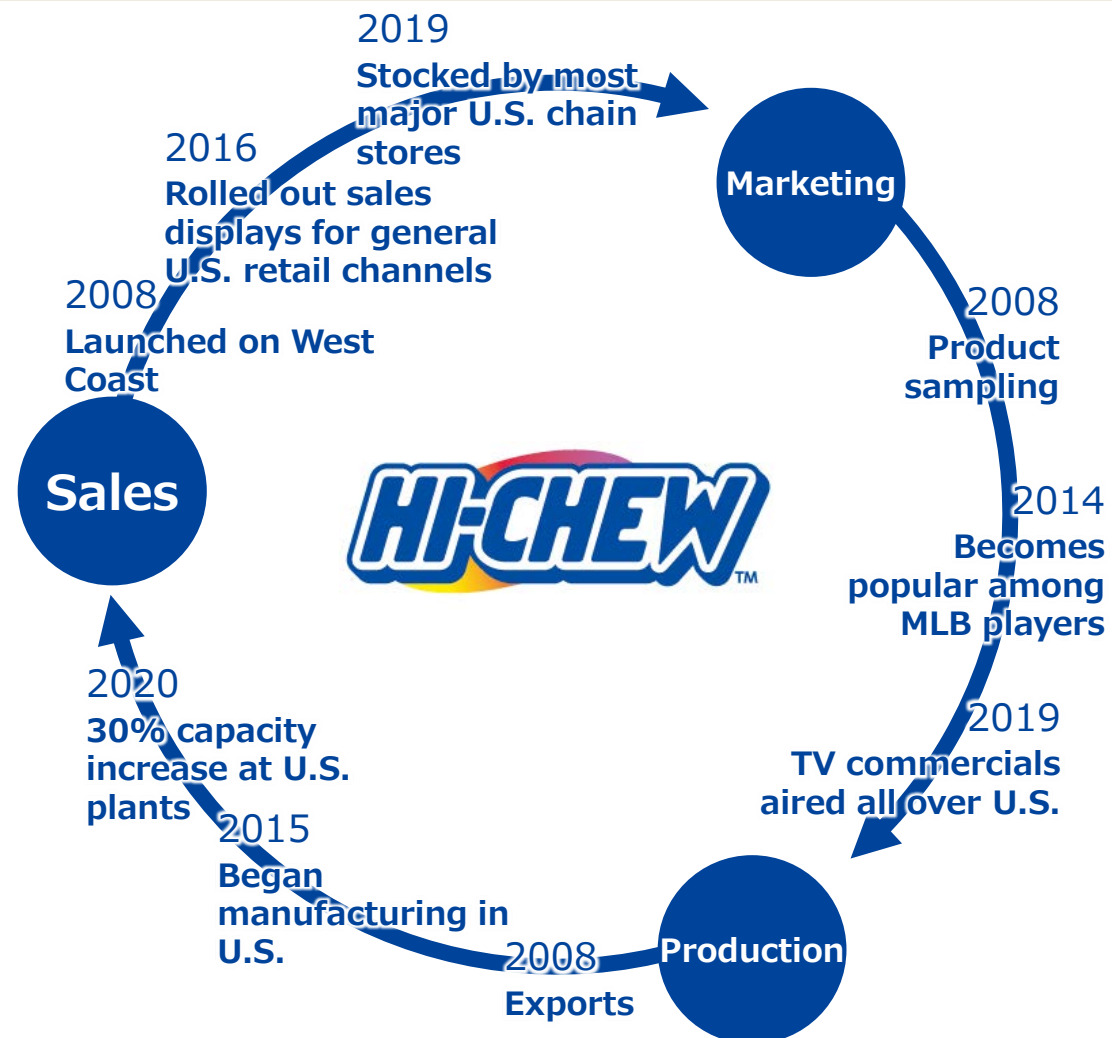 2019
Stocked by most
major U.S. chain
stores
2016
Rolled out sales
displays for general
U.S. retail channels
2008
Launched on West
Coast
Sales
Marketing
2008
Product
sampling
2014
Becomes
popular among
MLB players
2019
TV commercials
aired all over U.S.
HI-CHEW™
Production
2008
Exports
2015
Began
manufacturing in
U.S.
2020
30% capacity
increase at U.S.
plants